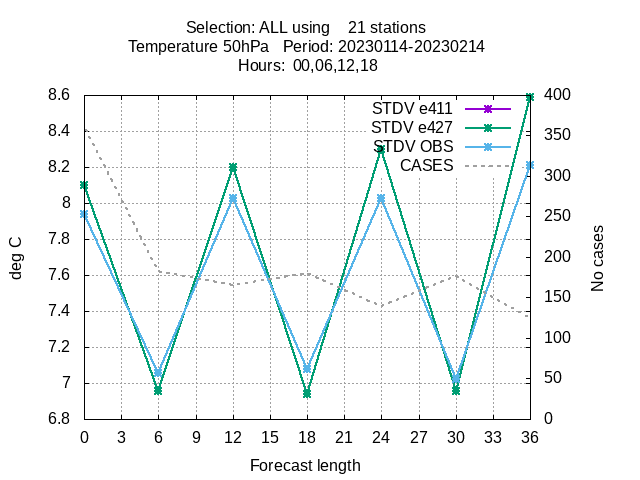 Selection: ALL using    21 stations
Temperature 50hPa   Period: 20230114-20230214
Hours:  00,06,12,18
STDV e411
STDV e427
STDV OBS
CASES
8.6
8.4
8.2
8
7.8
7.6
7.4
7.2
7
6.8
deg C
400
350
300
250
200
150
100
50
0
No cases
0 3 6 9 12 15 18 21 24 27 30 33 36
Forecast length